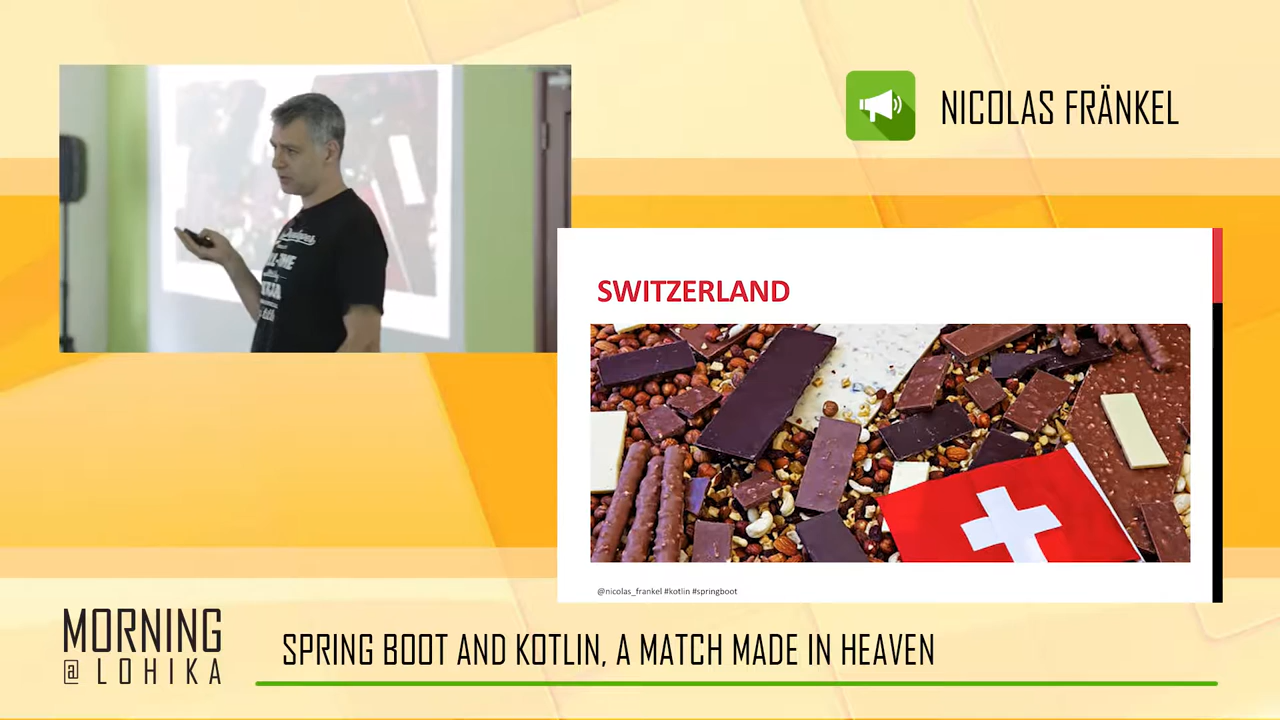 NICOLAS FRÄNKEL
SWITZERLAND
@nicolas_frankel #kotlin #springboot
MORNING
@ LOHIKA
SPRING BOOT AND KOTLIN, A MATCH MADE IN HEAVEN